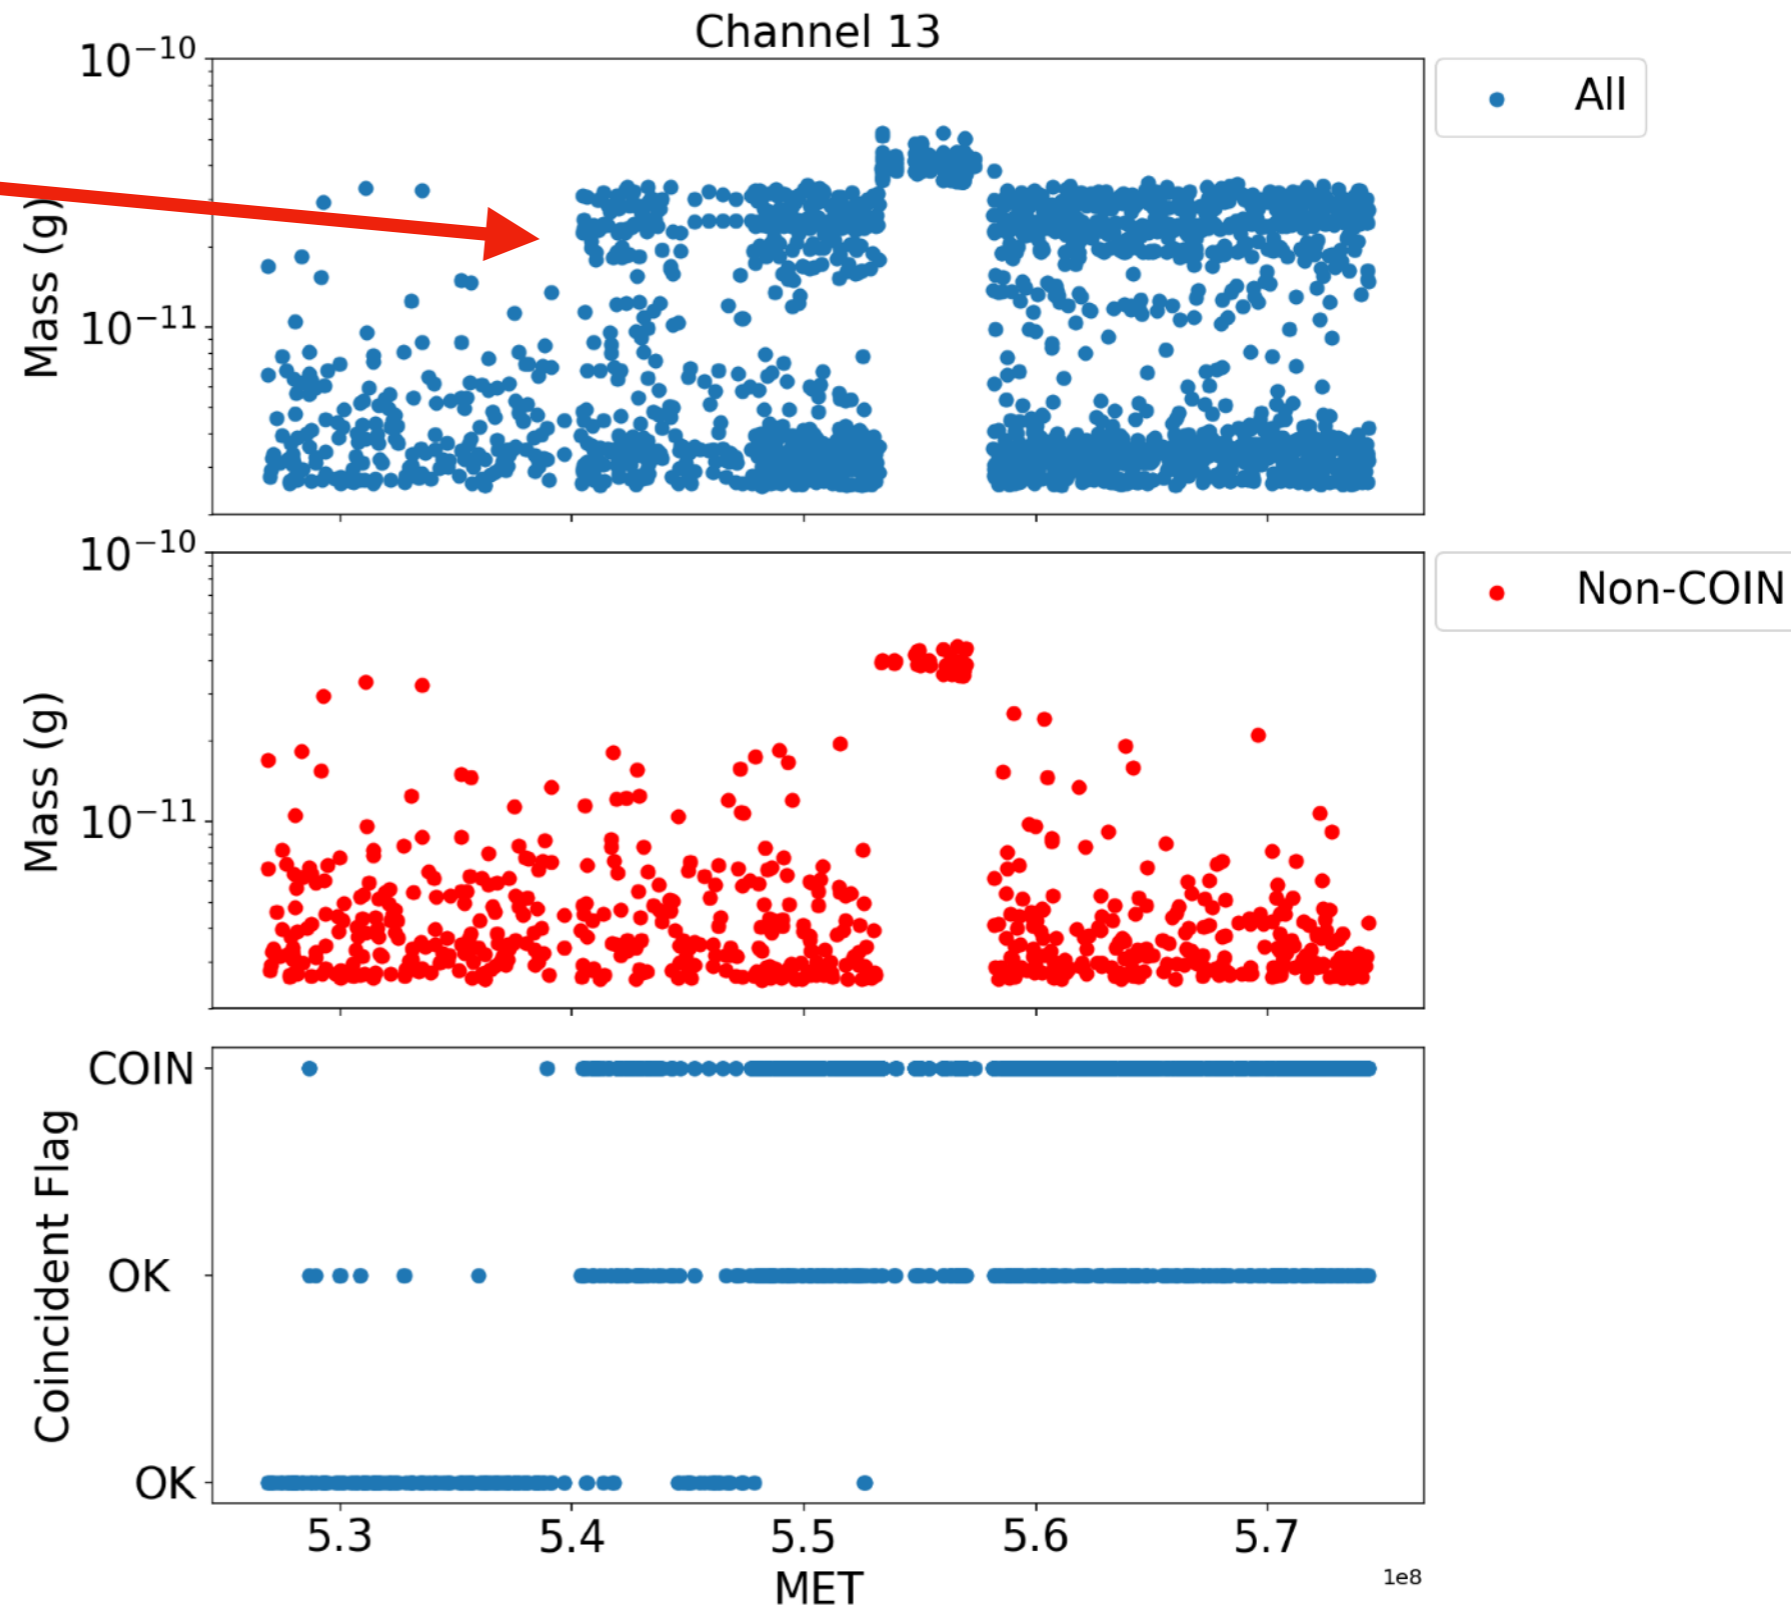 Channel 13
10⁻¹⁰
10⁻¹¹
Mass (g)
All
10⁻¹⁰
10⁻¹¹
Mass (g)
Non-COIN
COIN
OK
OK
Coincident Flag
5.3 5.4 5.5 5.6 5.7
1e8
MET